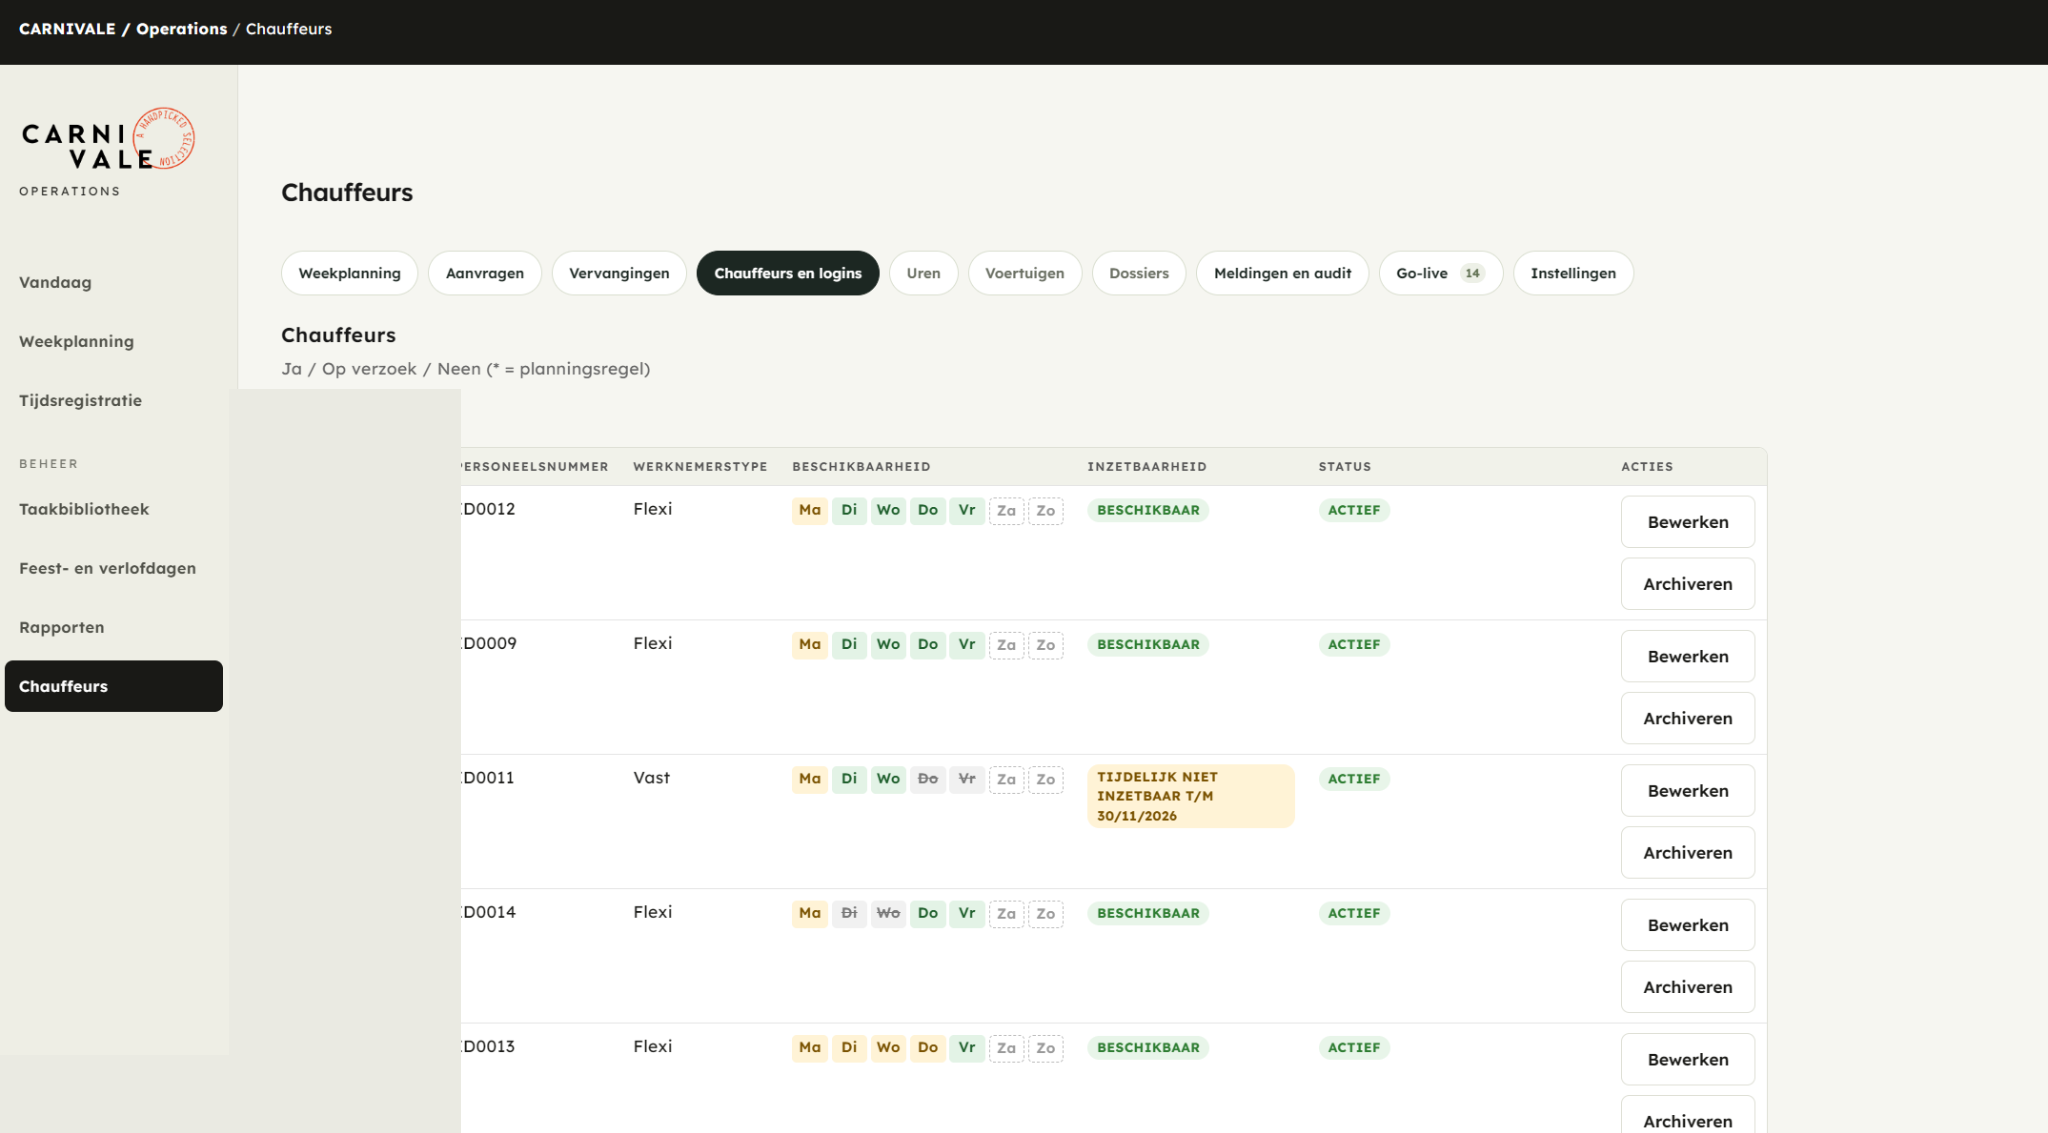 CARNIVALE / Operations / Chauffeurs
CARNI
VALE
A HANDPICKED SELECTION
OPERATIONS
Vandaag
Weekplanning
Tijdsregistratie
BEHEER
Taakbibliotheek
Feest- en verlofdagen
Rapporten
Chauffeurs
Chauffeurs
Weekplanning Aanvragen Vervangingen Chauffeurs en logins Uren Voertuigen Dossiers Meldingen en audit Go-live 14 Instellingen
Chauffeurs
Ja / Op verzoek / Neen (* = planningsregel)
ERSONEELSNUMMER WERKNEMERSTYPE BESCHIKBAARHEID INZETBAARHEID STATUS ACTIES
D0012 Flexi Ma Di Wo Do Vr Za Zo BESCHIKBAAR ACTIEF Bewerken
Archiveren
D0009 Flexi Ma Di Wo Do Vr Za Zo BESCHIKBAAR ACTIEF Bewerken
Archiveren
D0011 Vast Ma Di Wo Do Vr Za Zo TIJDELIJK NIET INZETBAAR T/M 30/11/2026 ACTIEF Bewerken
Archiveren
D0014 Flexi Ma Di Wo Do Vr Za Zo BESCHIKBAAR ACTIEF Bewerken
Archiveren
D0013 Flexi Ma Di Wo Do Vr Za Zo BESCHIKBAAR ACTIEF Bewerken
Archiveren